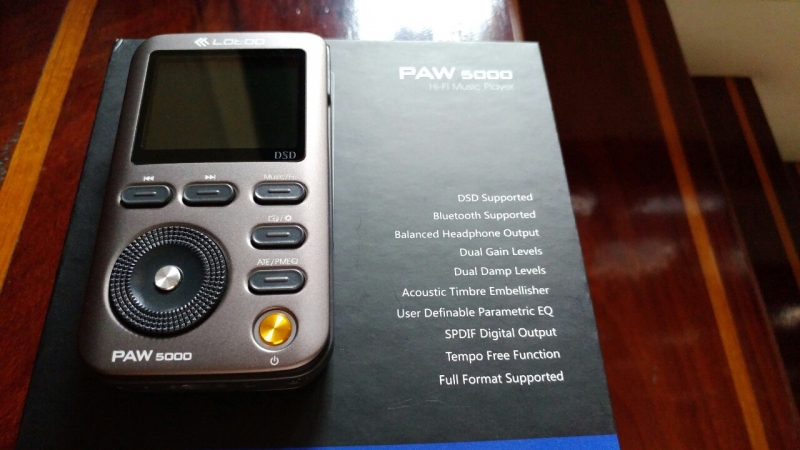 Lotoo
DSD
Music/Fn
ATE/PMEQ
PAW 5000
PAW 5000
Hi-Fi Music Player
DSD Supported
Bluetooth Supported
Balanced Headphone Output
Dual Gain Levels
Dual Damp Levels
Acoustic Timbre Embellisher
User Definable Parametric EQ
SPDIF Digital Output
Tempo Free Function
Full Format Supported